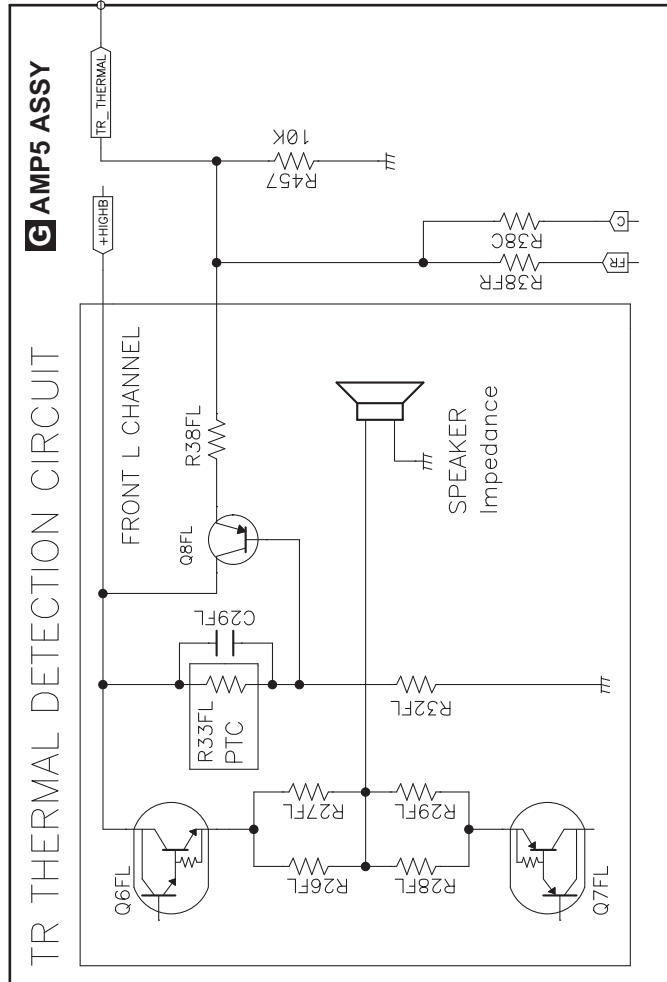 TR THERMAL DETECTION CIRCUIT
G AMP5 ASSY
FRONT L CHANNEL
+HIGHB
TR_THERMAL
Q6FL
R33FL
PTC
C29FL
Q8FL
R38FL
R457
10K
R27FL
R26FL
R29FL
R28FL
R32FL
R38C
R38FR
C
FR
SPEAKER
Impedance
Q7FL